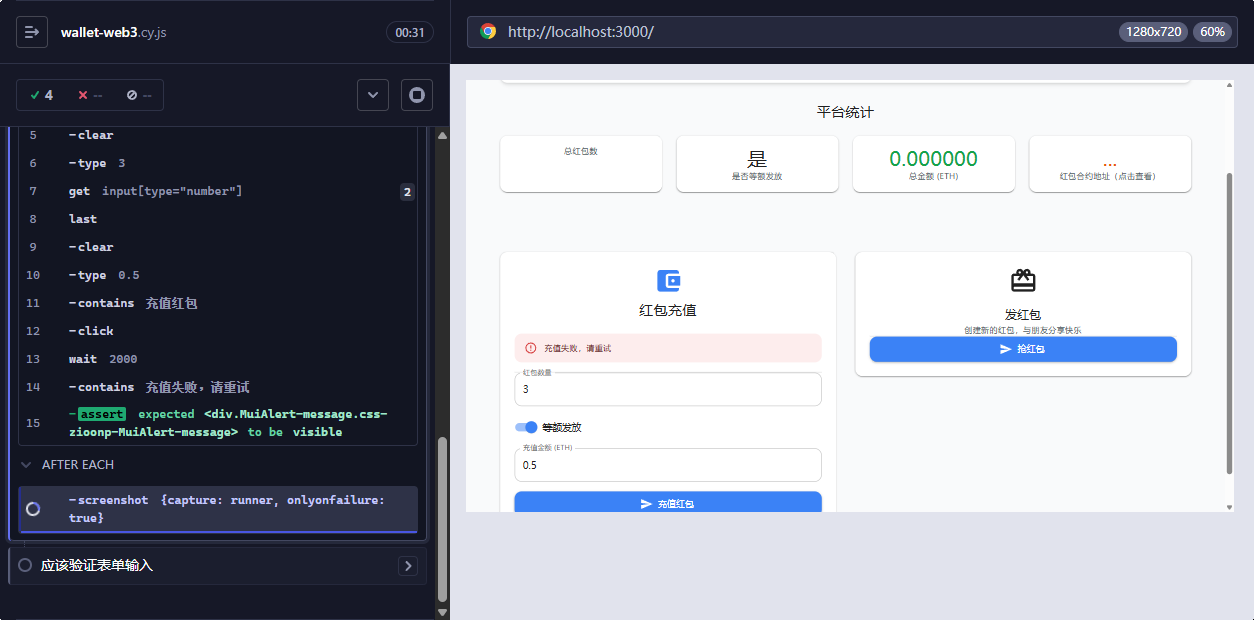 wallet-web3.cy.js
00:31
4
--
--
5 -clear
6 -type 3
7 get input[type="number"] 2
8 last
9 -clear
10 -type 0.5
11 -contains 充值红包
12 -click
13 wait 2000
14 -contains 充值失败，请重试
15 -assert expected <div.MuiAlert-message.css-
zioonp-MuiAlert-message> to be visible
AFTER EACH
-screenshot {capture: runner, onlyonfailure:
true}
应该验证表单输入
http://localhost:3000/
1280x720
60%
平台统计
总红包数
是
是否等额发放
0.000000
总金额 (ETH)
...
红包合约地址（点击查看）
红包充值
充值失败，请重试
红包数量
3
等额发放
充值金额 (ETH)
0.5
充值红包
发红包
创建新的红包，与朋友分享快乐
抢红包